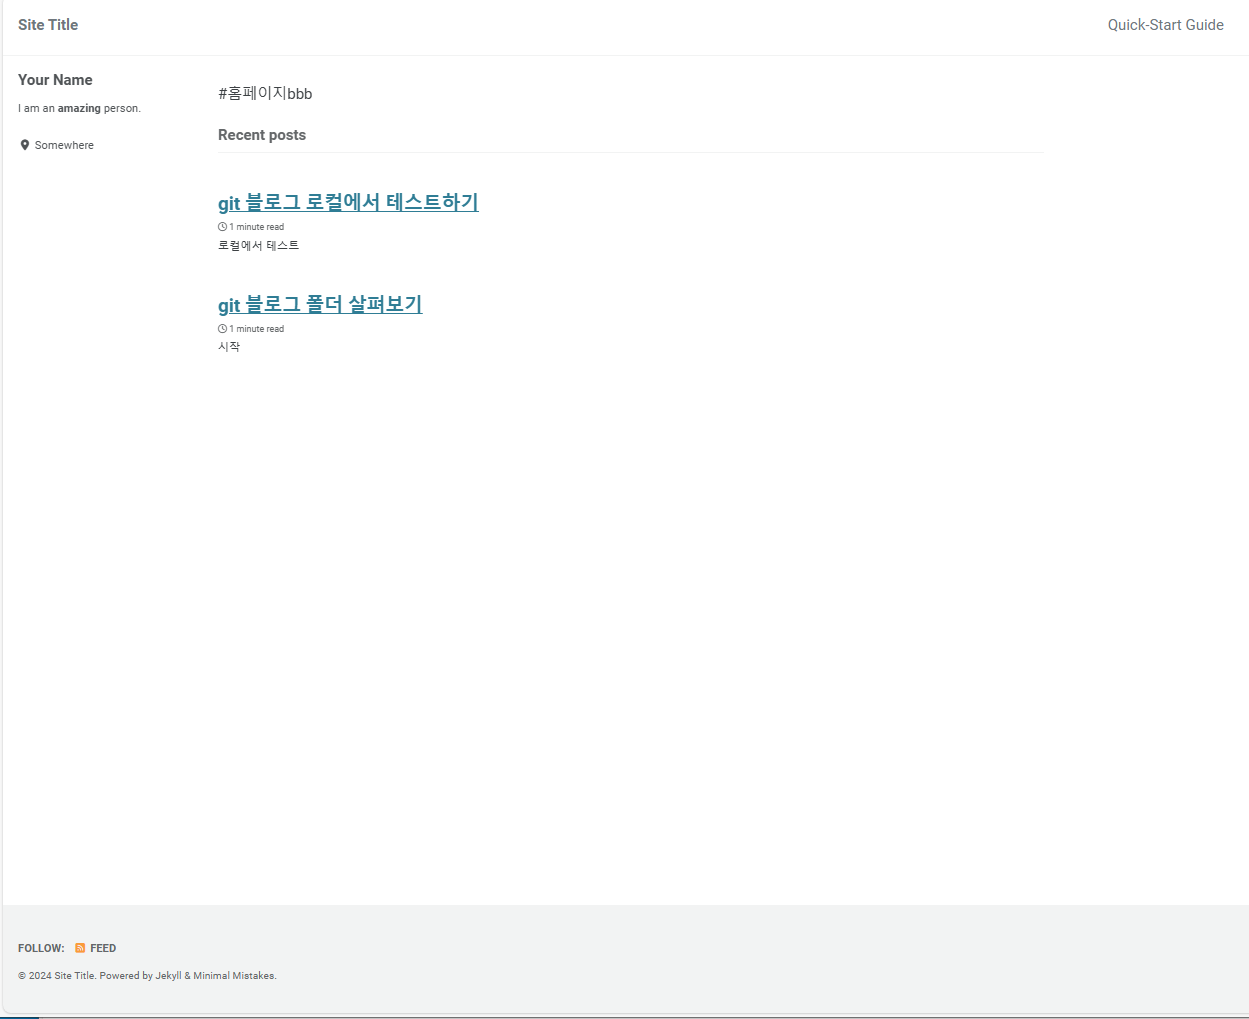 Site Title
Quick-Start Guide
Your Name
I am an amazing person.
Somewhere
#홈페이지bbb
Recent posts
git 블로그 로컬에서 테스트하기
1 minute read
로컬에서 테스트
git 블로그 폴더 살펴보기
1 minute read
시작
FOLLOW: FEED
© 2024 Site Title. Powered by Jekyll & Minimal Mistakes.